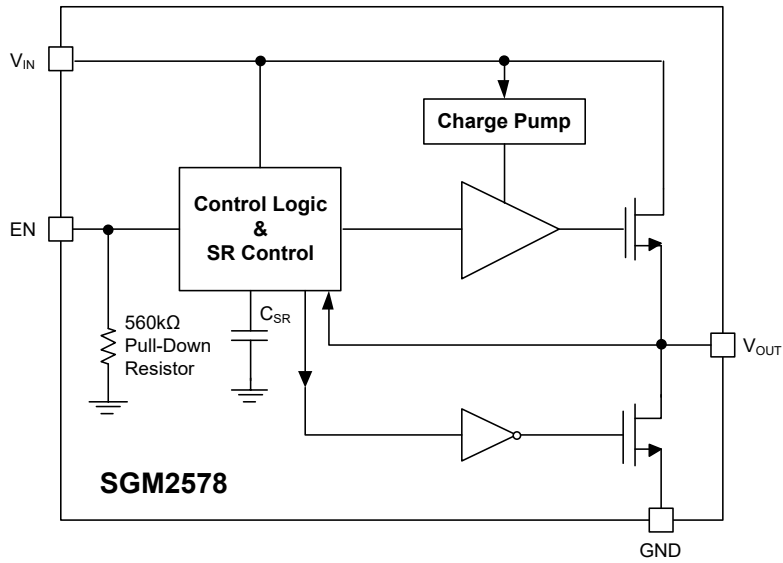 VIN
Charge Pump
Control Logic
&
SR Control
EN
CSR
560kΩ
Pull-Down
Resistor
VOUT
SGM2578
GND